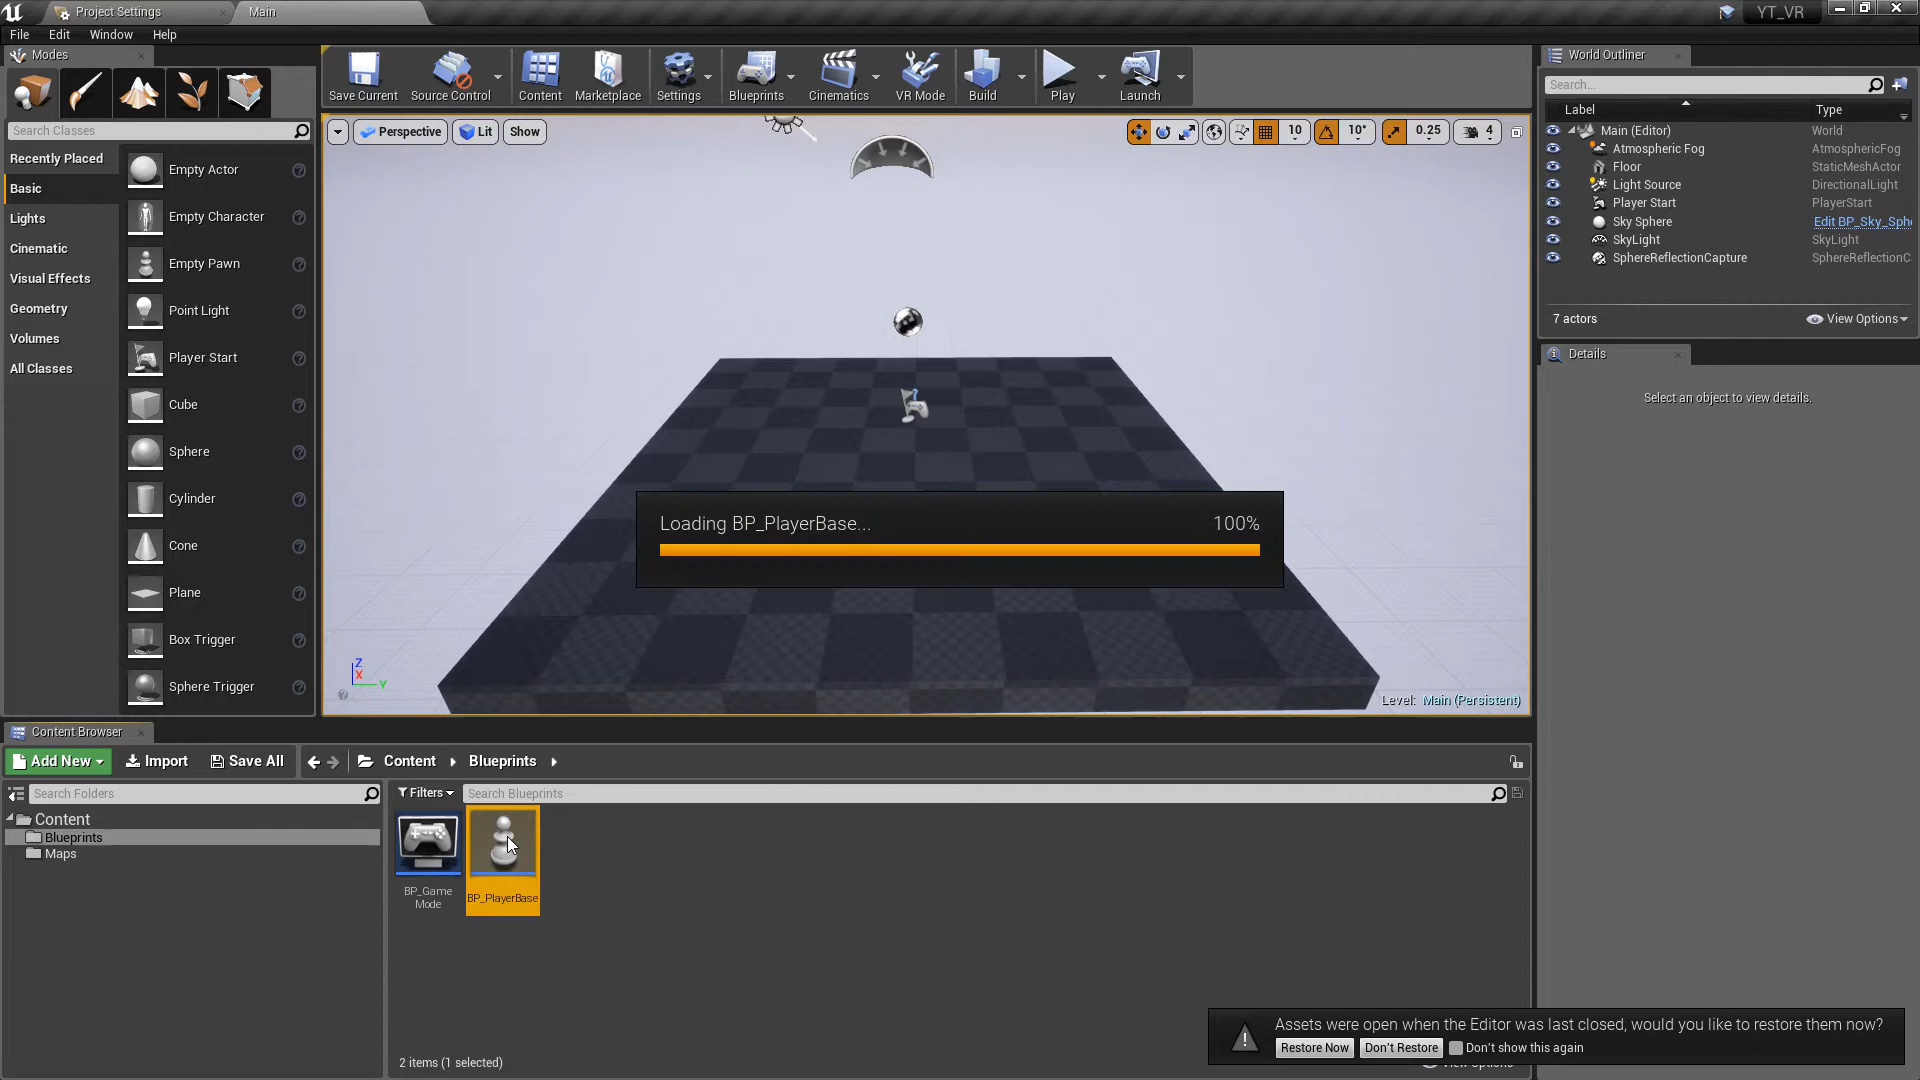 Project Settings
Main
YT_VR
File Edit Window Help
Modes
Search Classes
Recently Placed
Basic
Lights
Cinematic
Visual Effects
Geometry
Volumes
All Classes
Empty Actor
Empty Character
Empty Pawn
Point Light
Player Start
Cube
Sphere
Cylinder
Cone
Plane
Box Trigger
Sphere Trigger
Save Current
Source Control
Content
Marketplace
Settings
Blueprints
Cinematics
VR Mode
Build
Play
Launch
Perspective
Lit
Show
10
10°
0.25
4
Loading BP_PlayerBase... 100%
Z
X
Y
Level: Main (Persistent)
World Outliner
Search...
Label Type
Main (Editor) World
Atmospheric Fog AtmosphericFog
Floor StaticMeshActor
Light Source DirectionalLight
Player Start PlayerStart
Sky Sphere Edit BP_Sky_Sph
SkyLight SkyLight
SphereReflectionCapture SphereReflectionC
7 actors
View Options
Details
Select an object to view details.
Content Browser
Add New
Import
Save All
Content
Blueprints
Search Folders
Content
Blueprints
Maps
Filters
Search Blueprints
BP_Game
Mode
BP_PlayerBase
2 items (1 selected)
Assets were open when the Editor was last closed, would you like to restore them now?
Restore Now
Don't Restore
Don't show this again